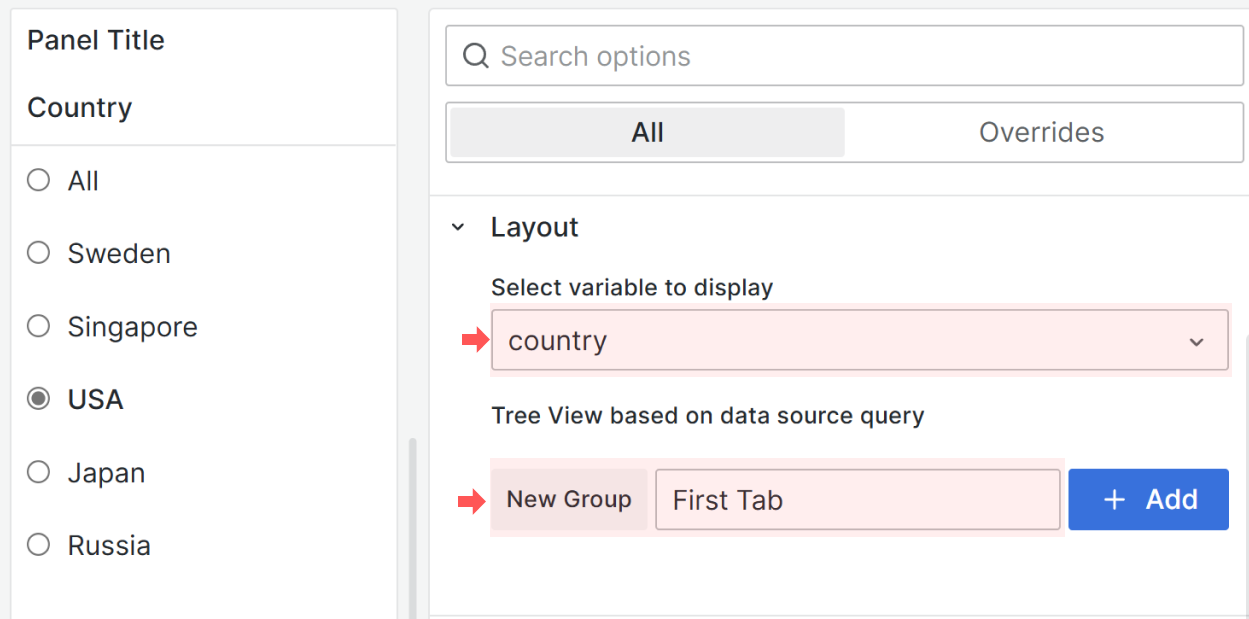 Panel Title
Country
All
Sweden
Singapore
USA
Japan
Russia
Search options
All Overrides
Layout
Select variable to display
country
Tree View based on data source query
New Group First Tab + Add